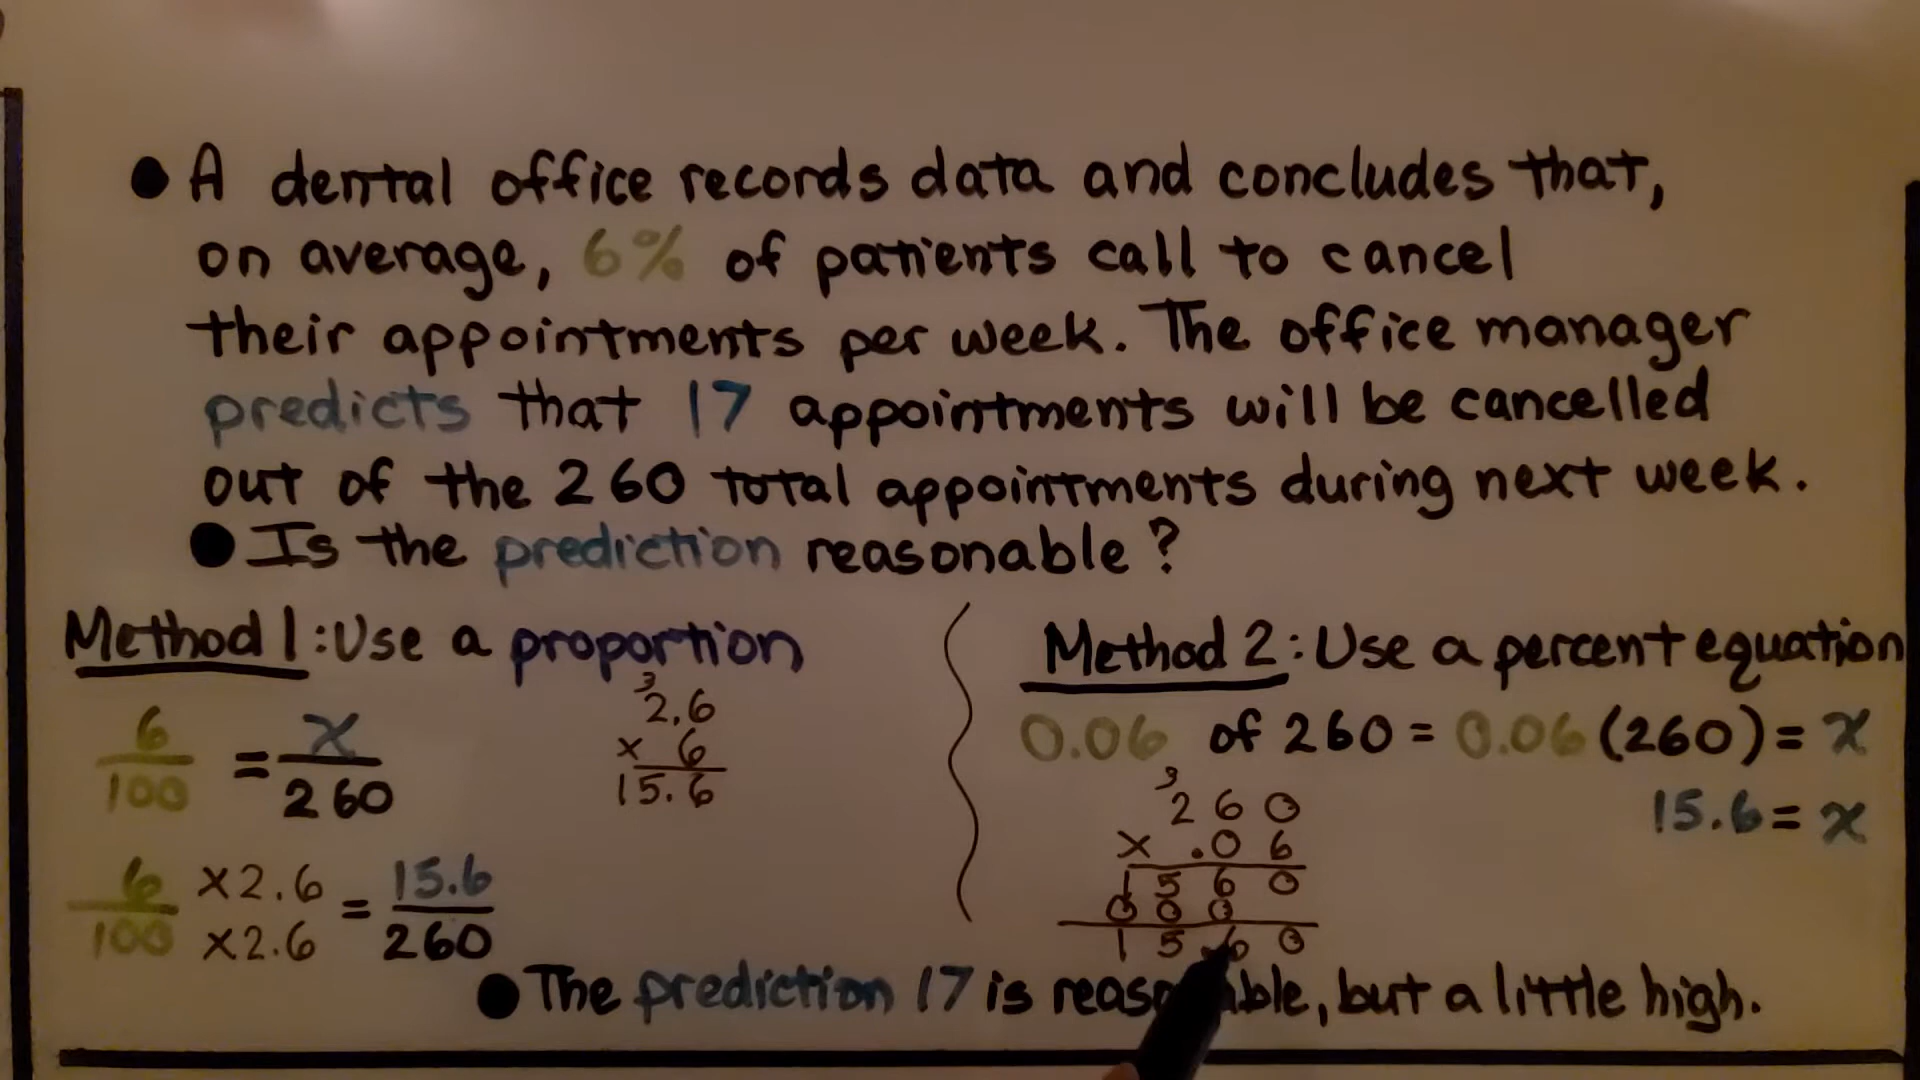 ● A dental office records data and concludes that,
on average, 6% of patients call to cancel
their appointments per week. The office manager
predicts that 17 appointments will be cancelled
out of the 260 total appointments during next week.
● Is the prediction reasonable?
Method 1: Use a proportion
6/100 = x/260
3
2.6
× 6
15.6
6/100 ×2.6/×2.6 = 15.6/260
Method 2: Use a percent equation
0.06 of 260 = 0.06(260) = x
15.6 = x
3
260
× .06
1560
000
15.60
● The prediction 17 is reasonable, but a little high.